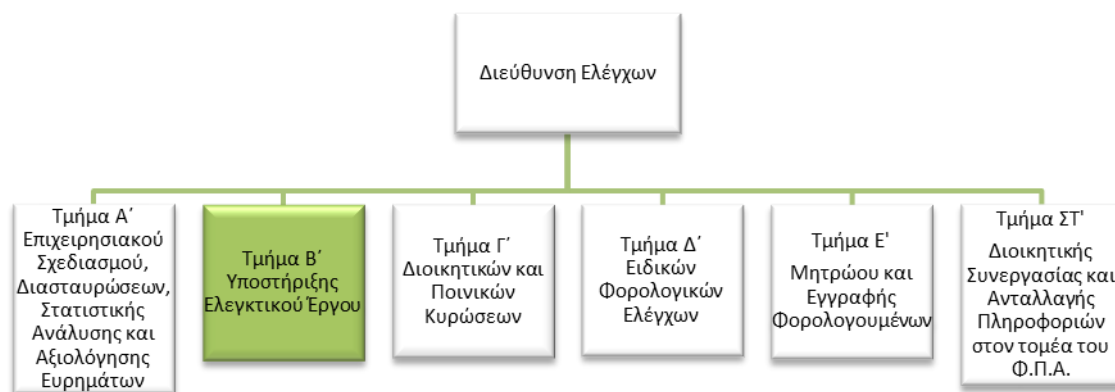 Διεύθυνση Ελέγχων
Τμήμα Α΄
Επιχειρησιακού
Σχεδιασμού,
Διασταυρώσεων,
Στατιστικής
Ανάλυσης και
Αξιολόγησης
Ευρημάτων
Τμήμα Β΄
Υποστήριξης
Ελεγκτικού Έργου
Τμήμα Γ΄
Διοικητικών και
Ποινικών
Κυρώσεων
Τμήμα Δ΄
Ειδικών
Φορολογικών
Ελέγχων
Τμήμα Ε'
Μητρώου και
Εγγραφής
Φορολογουμένων
Τμήμα ΣΤ'
Διοικητικής
Συνεργασίας και
Ανταλλαγής
Πληροφοριών
στον τομέα του
Φ.Π.Α.